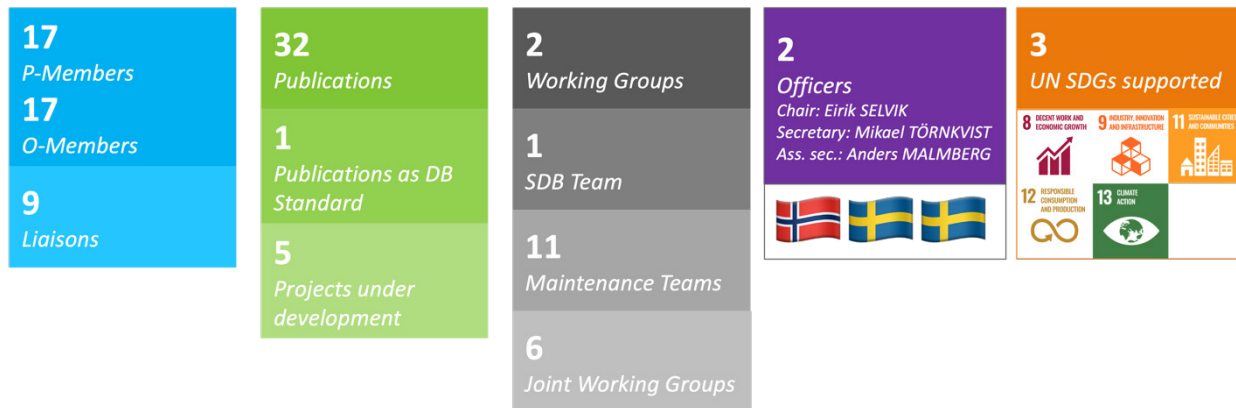 17
P-Members
17
O-Members
9
Liaisons
32
Publications
1
Publications as DB
Standard
5
Projects under
development
2
Working Groups
1
SDB Team
11
Maintenance Teams
6
Joint Working Groups
2
Officers
Chair: Eirik SELVIK
Secretary: Mikael TÖRNKVIST
Ass. sec.: Anders MALMBERG
3
UN SDGs supported
8 DECENT WORK AND
ECONOMIC GROWTH
9 INDUSTRY, INNOVATION
AND INFRASTRUCTURE
11 SUSTAINABLE CITIES
AND COMMUNITIES
12 RESPONSIBLE
CONSUMPTION
AND PRODUCTION
13 CLIMATE
ACTION